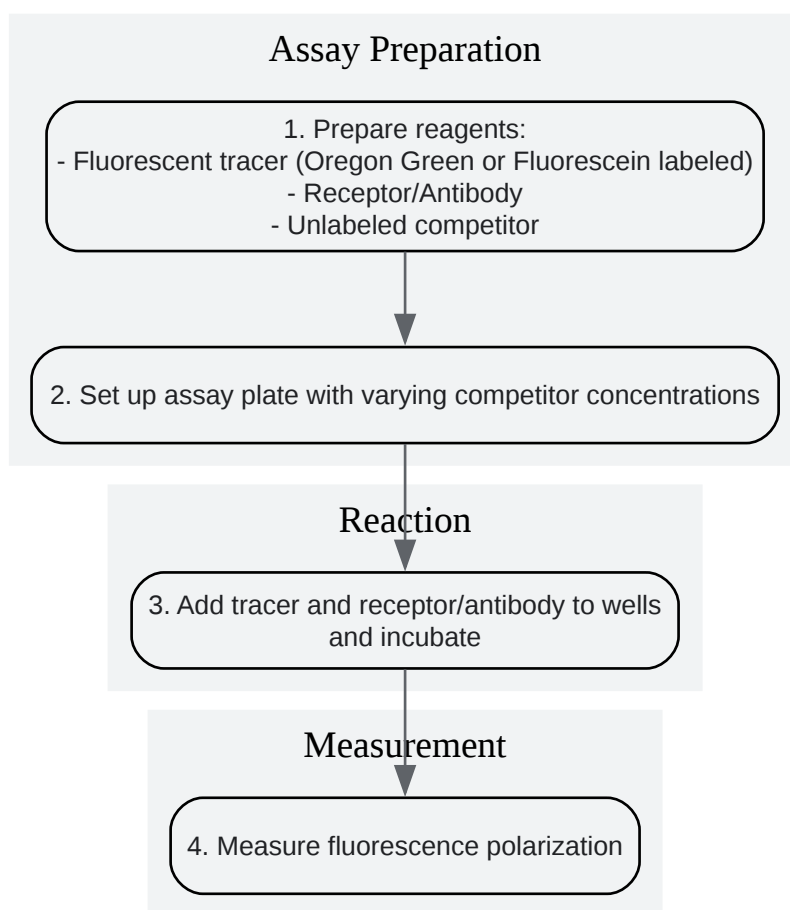 Assay Preparation
1. Prepare reagents:
- Fluorescent tracer (Oregon Green or Fluorescein labeled)
- Receptor/Antibody
- Unlabeled competitor
2. Set up assay plate with varying competitor concentrations
Reaction
3. Add tracer and receptor/antibody to wells
and incubate
Measurement
4. Measure fluorescence polarization